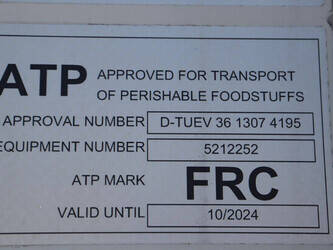 ATP APPROVED FOR TRANSPORT
OF PERISHABLE FOODSTUFFS
APPROVAL NUMBER D-TUEV 36 1307 4195
EQUIPMENT NUMBER 5212252
ATP MARK FRC
VALID UNTIL 10/2024